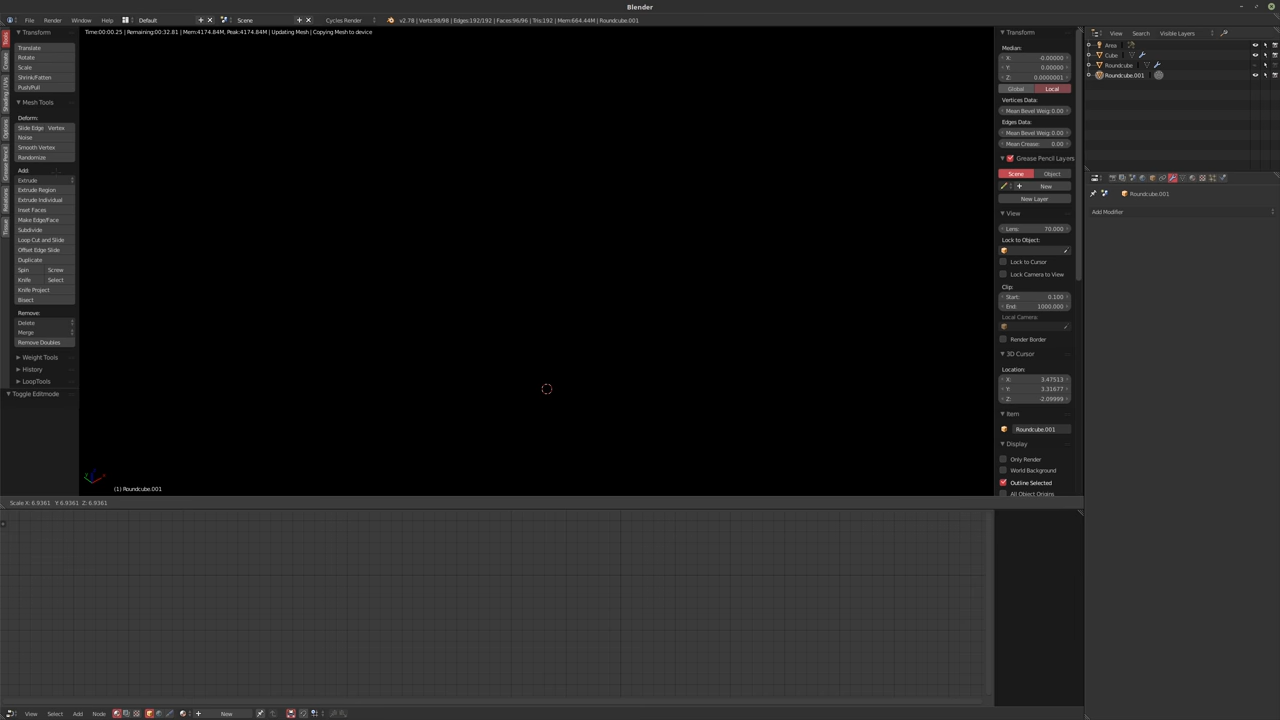 Blender
File Render Window Help Default Scene Cycles Render v2.78 | Verts:98/98 | Edges:192/192 | Faces:96/96 | Tris:192 | Mem:664.44M | Roundcube.001
Time:00:00.25 | Remaining:00:32.81 | Mem:4174.84M, Peak:4174.84M | Updating Mesh | Copying Mesh to device
Tools
Create
Shading / UVs
Options
Grease Pencil
Relations
Tissue
Transform
Translate
Rotate
Scale
Shrink/Fatten
Push/Pull
Mesh Tools
Deform:
Slide Edge Vertex
Noise
Smooth Vertex
Randomize
Add:
Extrude
Extrude Region
Extrude Individual
Inset Faces
Make Edge/Face
Subdivide
Loop Cut and Slide
Offset Edge Slide
Duplicate
Spin Screw
Knife Select
Knife Project
Bisect
Remove:
Delete
Merge
Remove Doubles
Weight Tools
History
LoopTools
Toggle Editmode
(1) Roundcube.001
Transform
Median:
X: -0.00000
Y: 0.00000
Z: 0.0000001
Global Local
Vertices Data:
Mean Bevel Weig: 0.00
Edges Data:
Mean Bevel Weig: 0.00
Mean Crease: 0.00
Grease Pencil Layers
Scene Object
New
New Layer
View
Lens: 70.000
Lock to Object:
Lock to Cursor
Lock Camera to View
Clip:
Start: 0.100
End: 1000.000
Local Camera:
Render Border
3D Cursor
Location:
X: 3.47513
Y: 3.31677
Z: -2.09999
Item
Roundcube.001
Display
Only Render
World Background
Outline Selected
All Object Origins
View Search Visible Layers
Area
Cube
Roundcube
Roundcube.001
Roundcube.001
Add Modifier
Scale X: 6.9361 Y: 6.9361 Z: 6.9361
View Select Add Node New